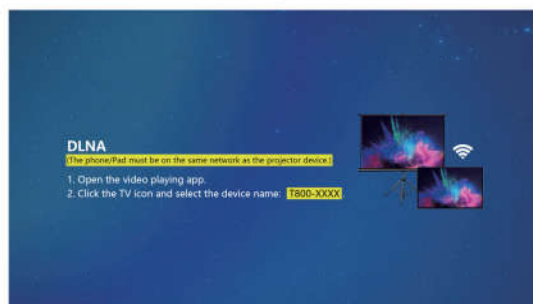 DLNA
(The phone/Pad must be on the same network as the projector device.)
1. Open the video playing app.
2. Click the TV icon and select the device name: T800-XXXX